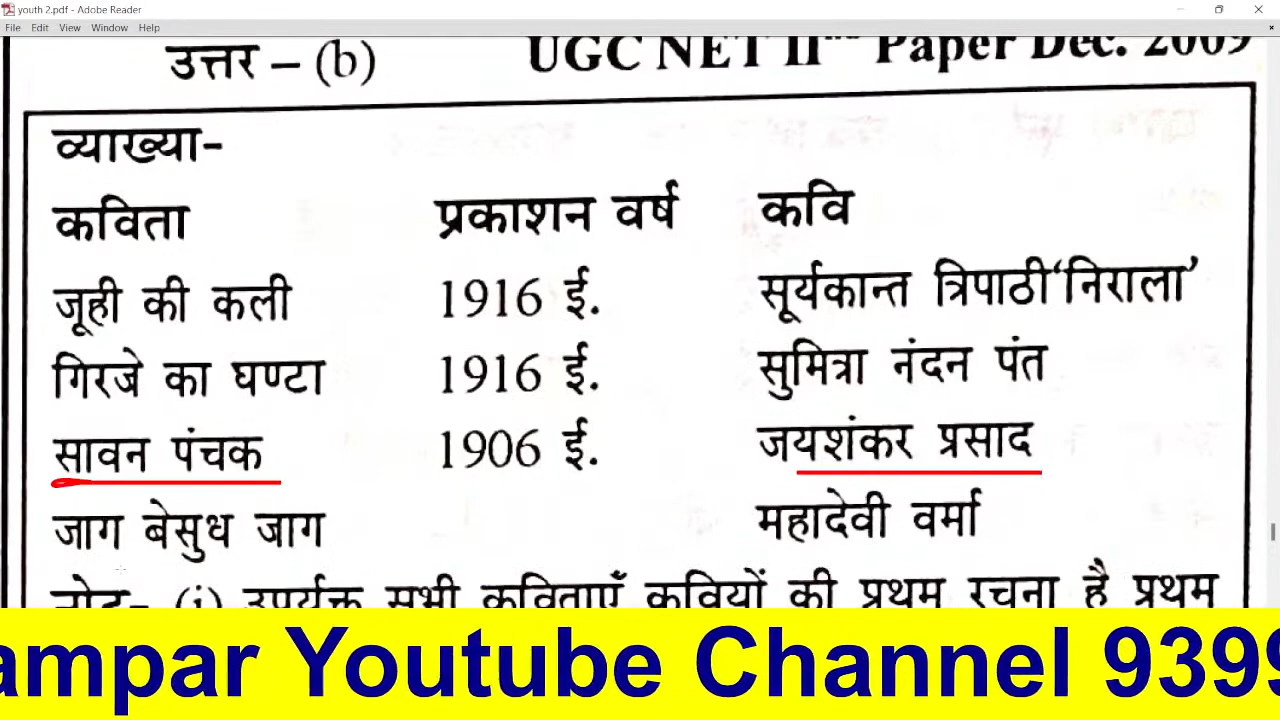 youth 2.pdf - Adobe Reader
File Edit View Window Help
उत्तर – (b) UGC NET IInd Paper Dec. 2009
व्याख्या-
कविता प्रकाशन वर्ष कवि
जूही की कली 1916 ई. सूर्यकान्त त्रिपाठी‘निराला’
गिरजे का घण्टा 1916 ई. सुमित्रा नंदन पंत
सावन पंचक 1906 ई. जयशंकर प्रसाद
जाग बेसुध जाग महादेवी वर्मा
नोट- (i) उपर्युक्त सभी कविताएँ कवियों की प्रथम रचना है प्रथम
ampar Youtube Channel 9399